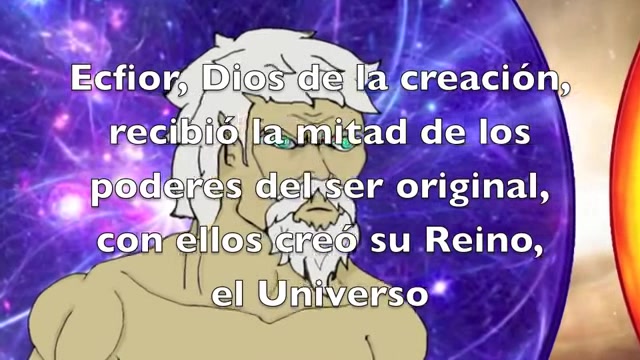 Ecfior, Dios de la creación,
recibió la mitad de los
poderes del ser original,
con ellos creó su Reino,
el Universo